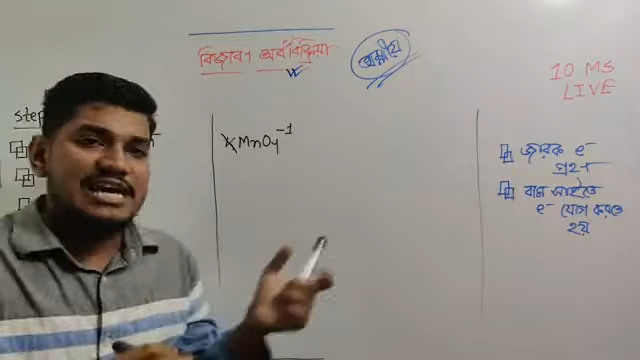 বিজারণ অর্ধবিক্রিয়া
অম্লীয়
10 MS
LIVE
Step
KMnO4⁻¹
জারক e⁻
গ্রহণ
বাম সাইডে
e⁻ যোগ করতে
হয়